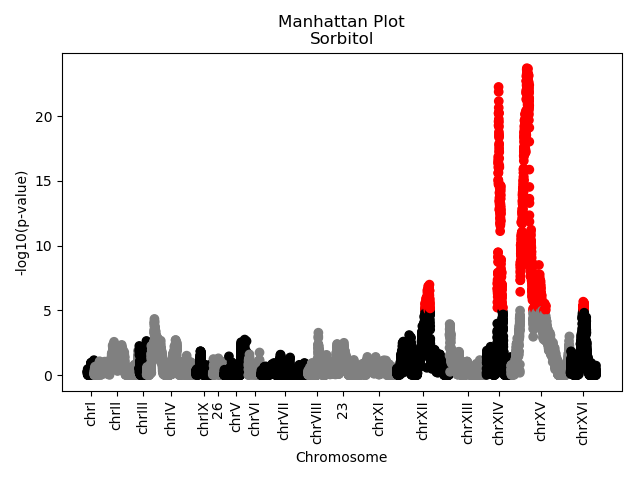 Manhattan Plot
Sorbitol
-log10(p-value)
20
15
10
5
0
chrI
chrII
chrIII
chrIV
chrIX
26
chrV
chrVI
chrVII
chrVIII
23
chrXI
chrXII
chrXIII
chrXIV
chrXV
chrXVI
Chromosome